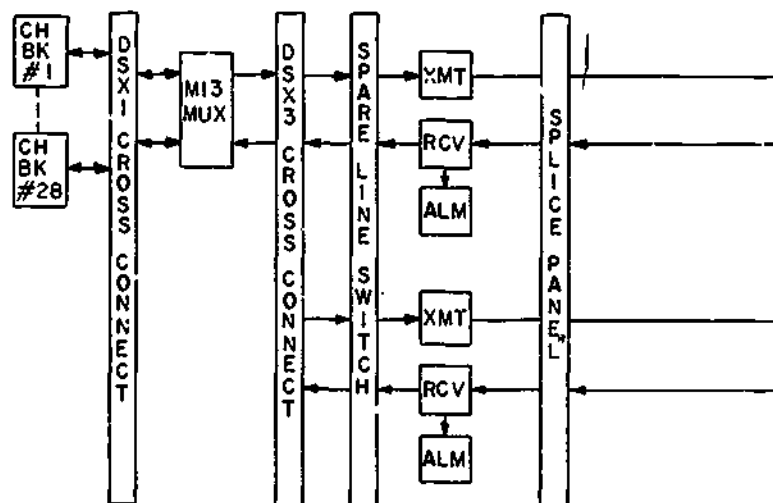 CH
BK
#1
CH
BK
#28
DSX1 CROSS CONNECT
M13
MUX
DSX3 CROSS CONNECT
SPARE LINE SWITCH
XMT
RCV
ALM
XMT
RCV
ALM
SPLICE PANEL